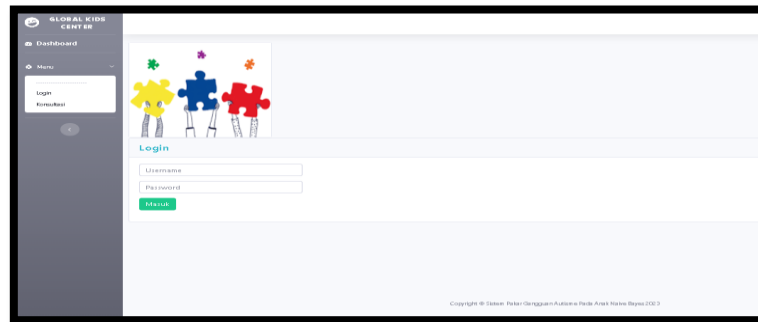 GLOBAL KIDS
CENTER
Dashboard
Menu
Login
Konsultasi
Login
Username
Password
Masuk
Copyright © Sistem Pakar Gangguan Autisme Pada Anak Naive Bayes 2023